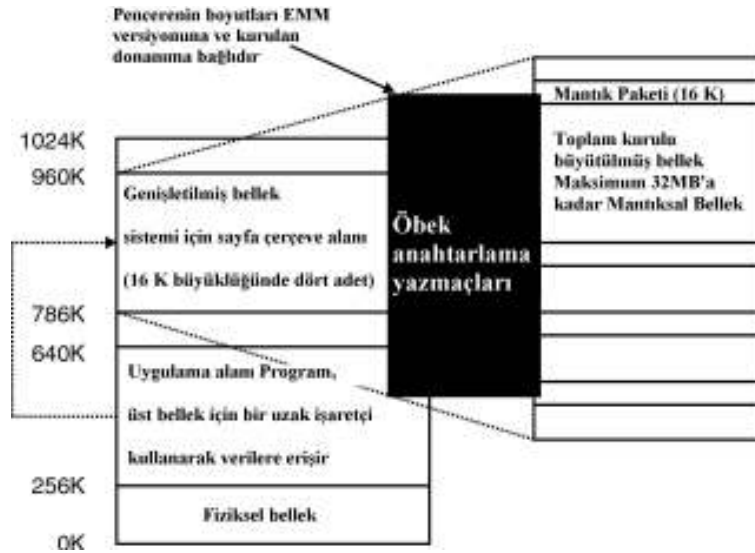 Pencerenin boyutları EMM
versiyonuna ve kurulan
donanıma bağlıdır
Mantık Paketi (16 K)
Toplam kurulu
büyütülmüş bellek
Maksimum 32MB'a
kadar Mantıksal Bellek
1024K
960K
Genişletilmiş bellek
sistemi için sayfa çerçeve alanı
(16 K büyüklüğünde dört adet)
Öbek
anahtarlama
yazmaçları
786K
640K
Uygulama alanı Program,
üst bellek için bir uzak işaretçi
kullanarak verilere erişir
256K
Fiziksel bellek
0K